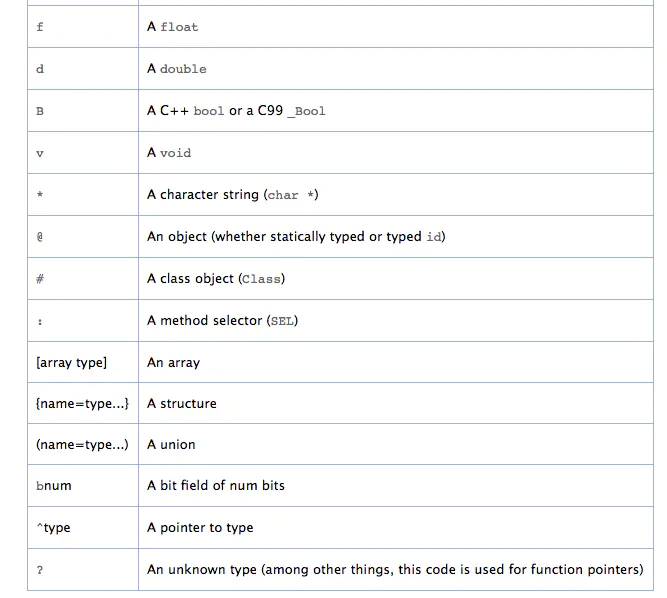 f A float
d A double
B A C++ bool or a C99 _Bool
v A void
* A character string (char *)
@ An object (whether statically typed or typed id)
# A class object (Class)
: A method selector (SEL)
[array type] An array
{name=type...} A structure
(name=type...) A union
bnum A bit field of num bits
^type A pointer to type
? An unknown type (among other things, this code is used for function pointers)